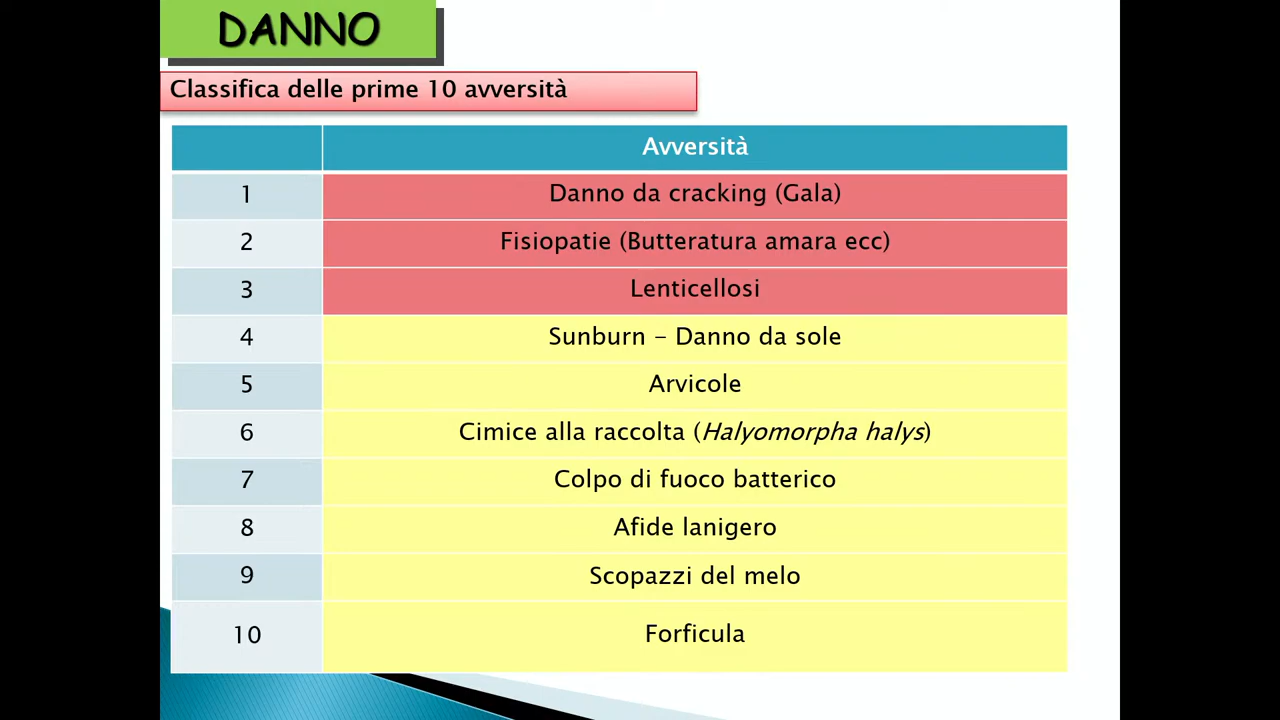 DANNO
Classifica delle prime 10 avversità
Avversità
1 Danno da cracking (Gala)
2 Fisiopatie (Butteratura amara ecc)
3 Lenticellosi
4 Sunburn - Danno da sole
5 Arvicole
6 Cimice alla raccolta (Halyomorpha halys)
7 Colpo di fuoco batterico
8 Afide lanigero
9 Scopazzi del melo
10 Forficula